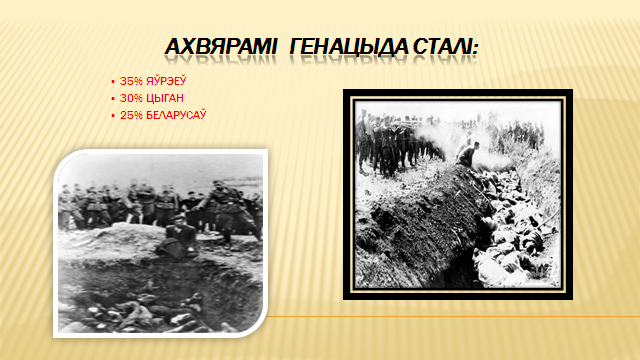 АХВЯРАМІ ГЕНАЦЫДА СТАЛІ:
• 35% ЯЎРЭЕЎ
• 30% ЦЫГАН
• 25% БЕЛАРУСАЎ